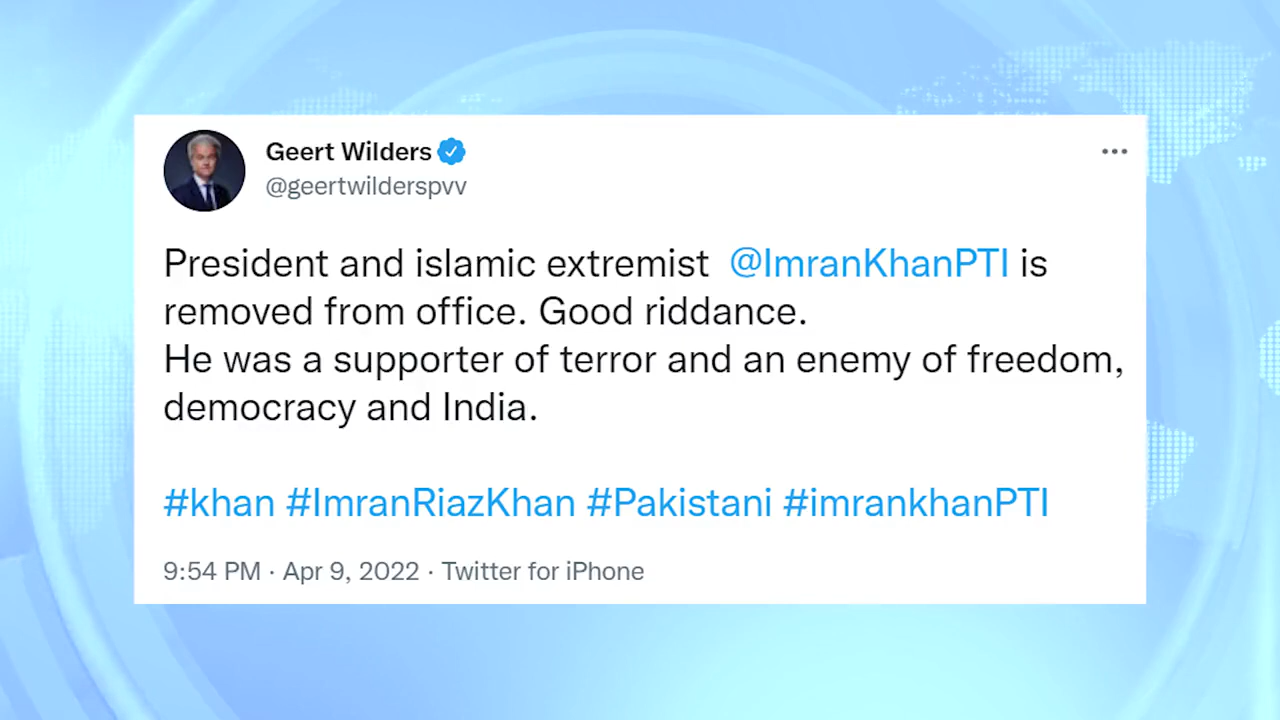 Geert Wilders
@geertwilderspvv
President and islamic extremist @ImranKhanPTI is
removed from office. Good riddance.
He was a supporter of terror and an enemy of freedom,
democracy and India.
#khan #ImranRiazKhan #Pakistani #imrankhanPTI
9:54 PM · Apr 9, 2022 · Twitter for iPhone